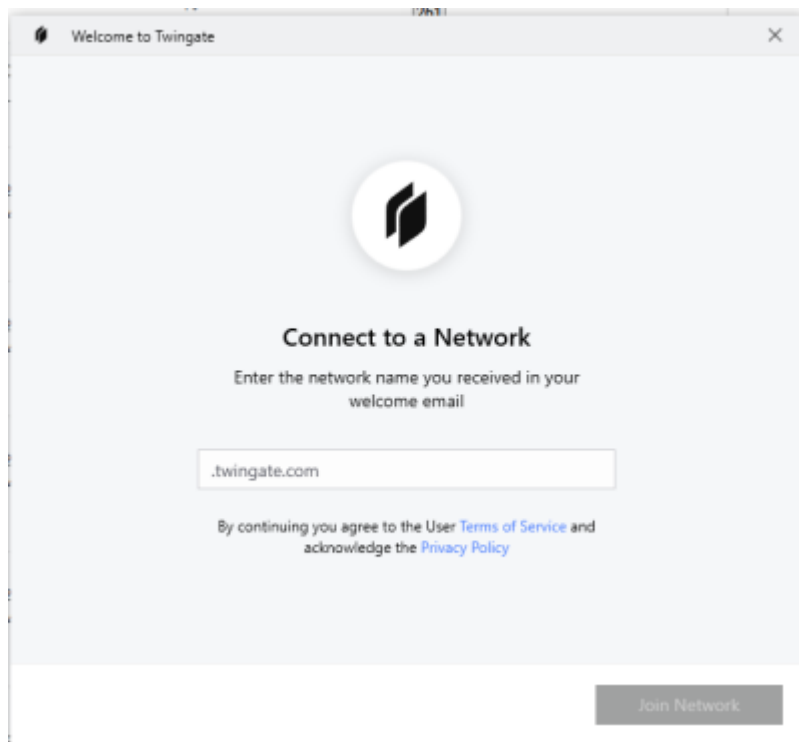 Welcome to Twingate
Connect to a Network
Enter the network name you received in your
welcome email
.twingate.com
By continuing you agree to the User Terms of Service and
acknowledge the Privacy Policy
Join Network